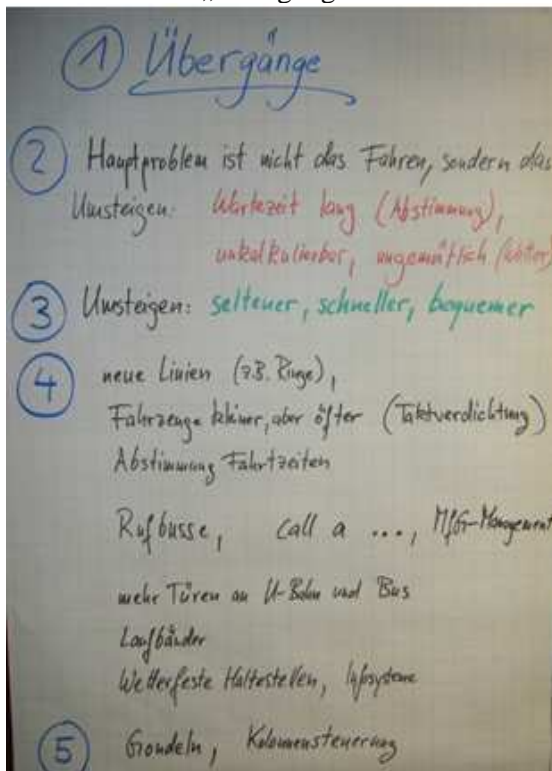 ① Übergänge
② Hauptproblem ist nicht das Fahren, sondern das
Umsteigen: Wartezeit lang (Abstimmung),
unkalkulierbar, ungemütlich (Wetter)
③ Umsteigen: seltener, schneller, bequemer
④ neue Linien (z.B. Ringe),
Fahrzeuge kleiner, aber öfter (Taktverdichtung)
Abstimmung Fahrtzeiten
Rufbusse, call a ..., MfG-Management
mehr Türen an U-Bahn und Bus
Laufbänder
Wetterfeste Haltestellen, Infosysteme
⑤ Gondeln, Kolonnensteuerung